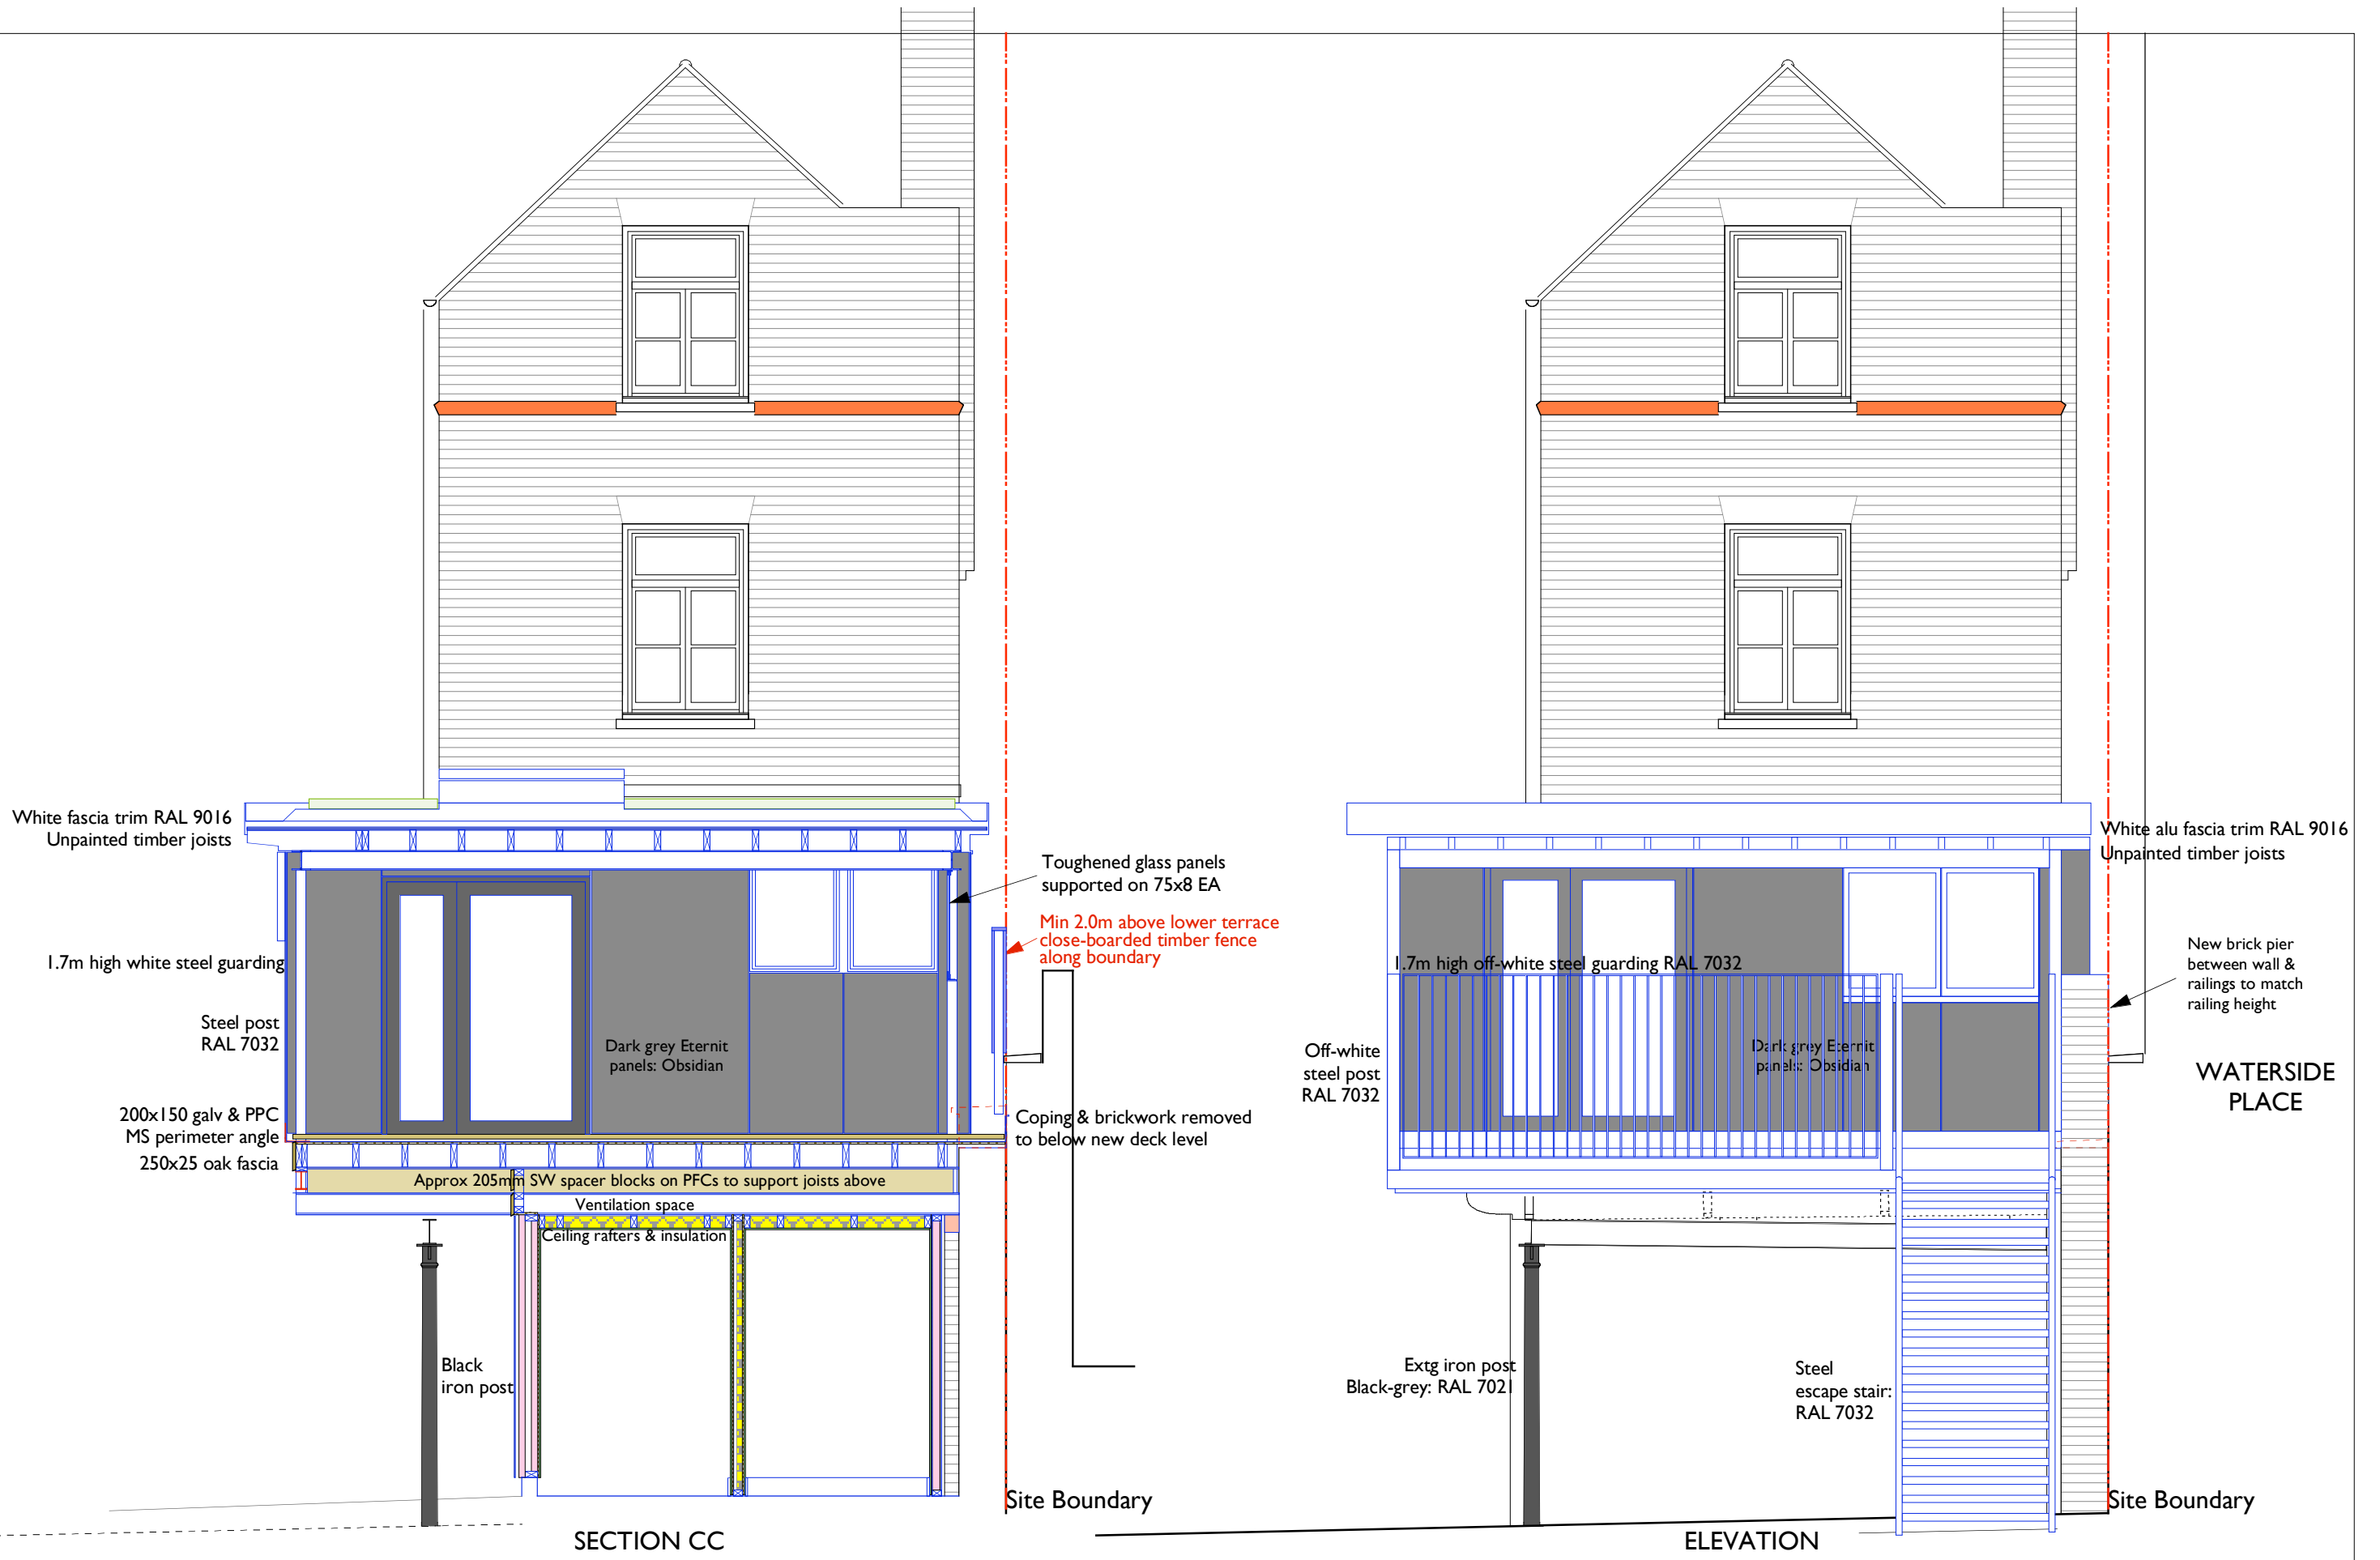 White fascia trim RAL 9016
Unpainted timber joists
1.7m high white steel guarding
Steel post
RAL 7032
200x150 galv & PPC
MS perimeter angle
250x25 oak fascia
Dark grey Eternit
panels: Obsidian
Toughened glass panels
supported on 75x8 EA
Min 2.0m above lower terrace
close-boarded timber fence
along boundary
Coping & brickwork removed
to below new deck level
Approx 205mm SW spacer blocks on PFCs to support joists above
Ventilation space
Ceiling rafters & insulation
Black
iron post
Site Boundary
SECTION CC
White alu fascia trim RAL 9016
Unpainted timber joists
1.7m high off-white steel guarding RAL 7032
New brick pier
between wall &
railings to match
railing height
Off-white
steel post
RAL 7032
Dark grey Eternit
panels: Obsidian
WATERSIDE
PLACE
Extg iron post
Black-grey: RAL 7021
Steel
escape stair:
RAL 7032
Site Boundary
ELEVATION